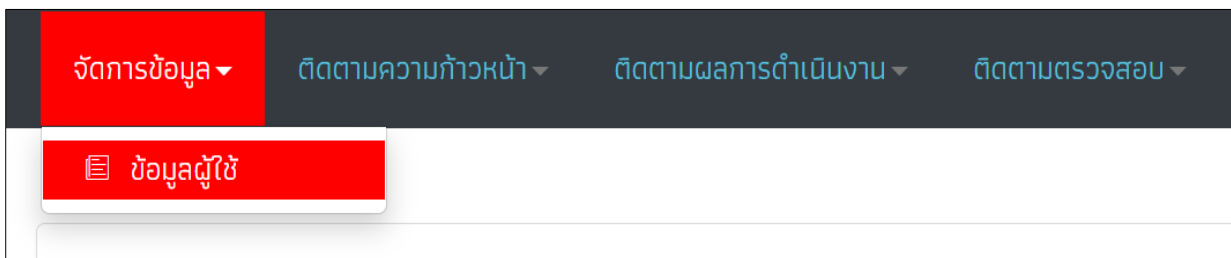 จัดการข้อมูล ติดตามความก้าวหน้า ติดตามผลการดำเนินงาน ติดตามตรวจสอบ
ข้อมูลผู้ใช้